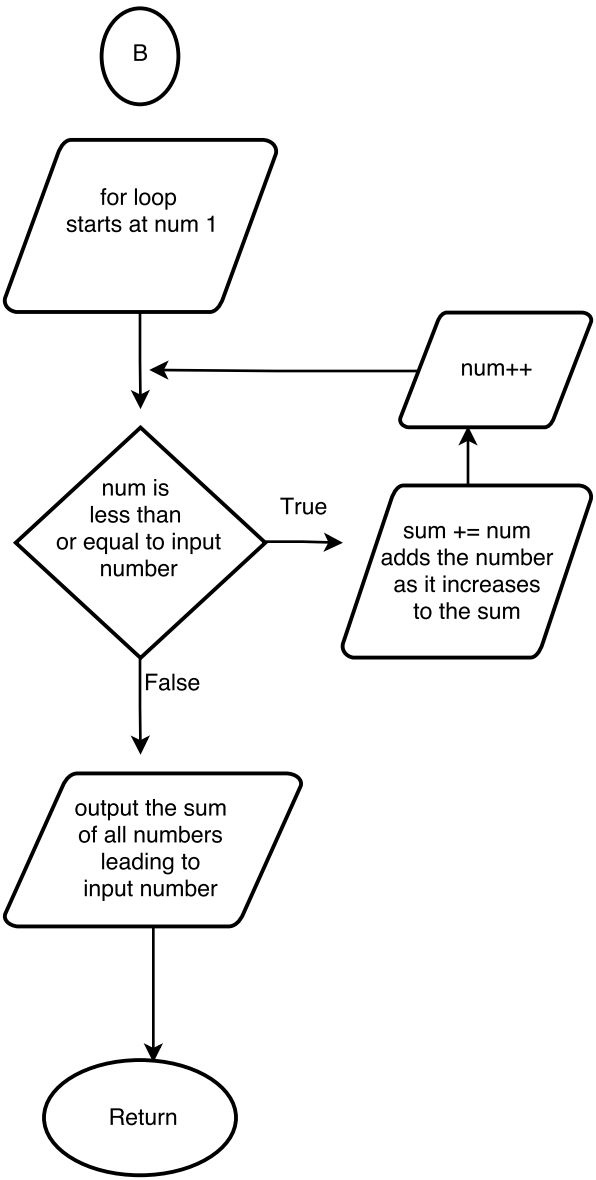 B
for loop
starts at num 1
num++
num is
less than
or equal to input
number
True
sum += num
adds the number
as it increases
to the sum
False
output the sum
of all numbers
leading to
input number
Return